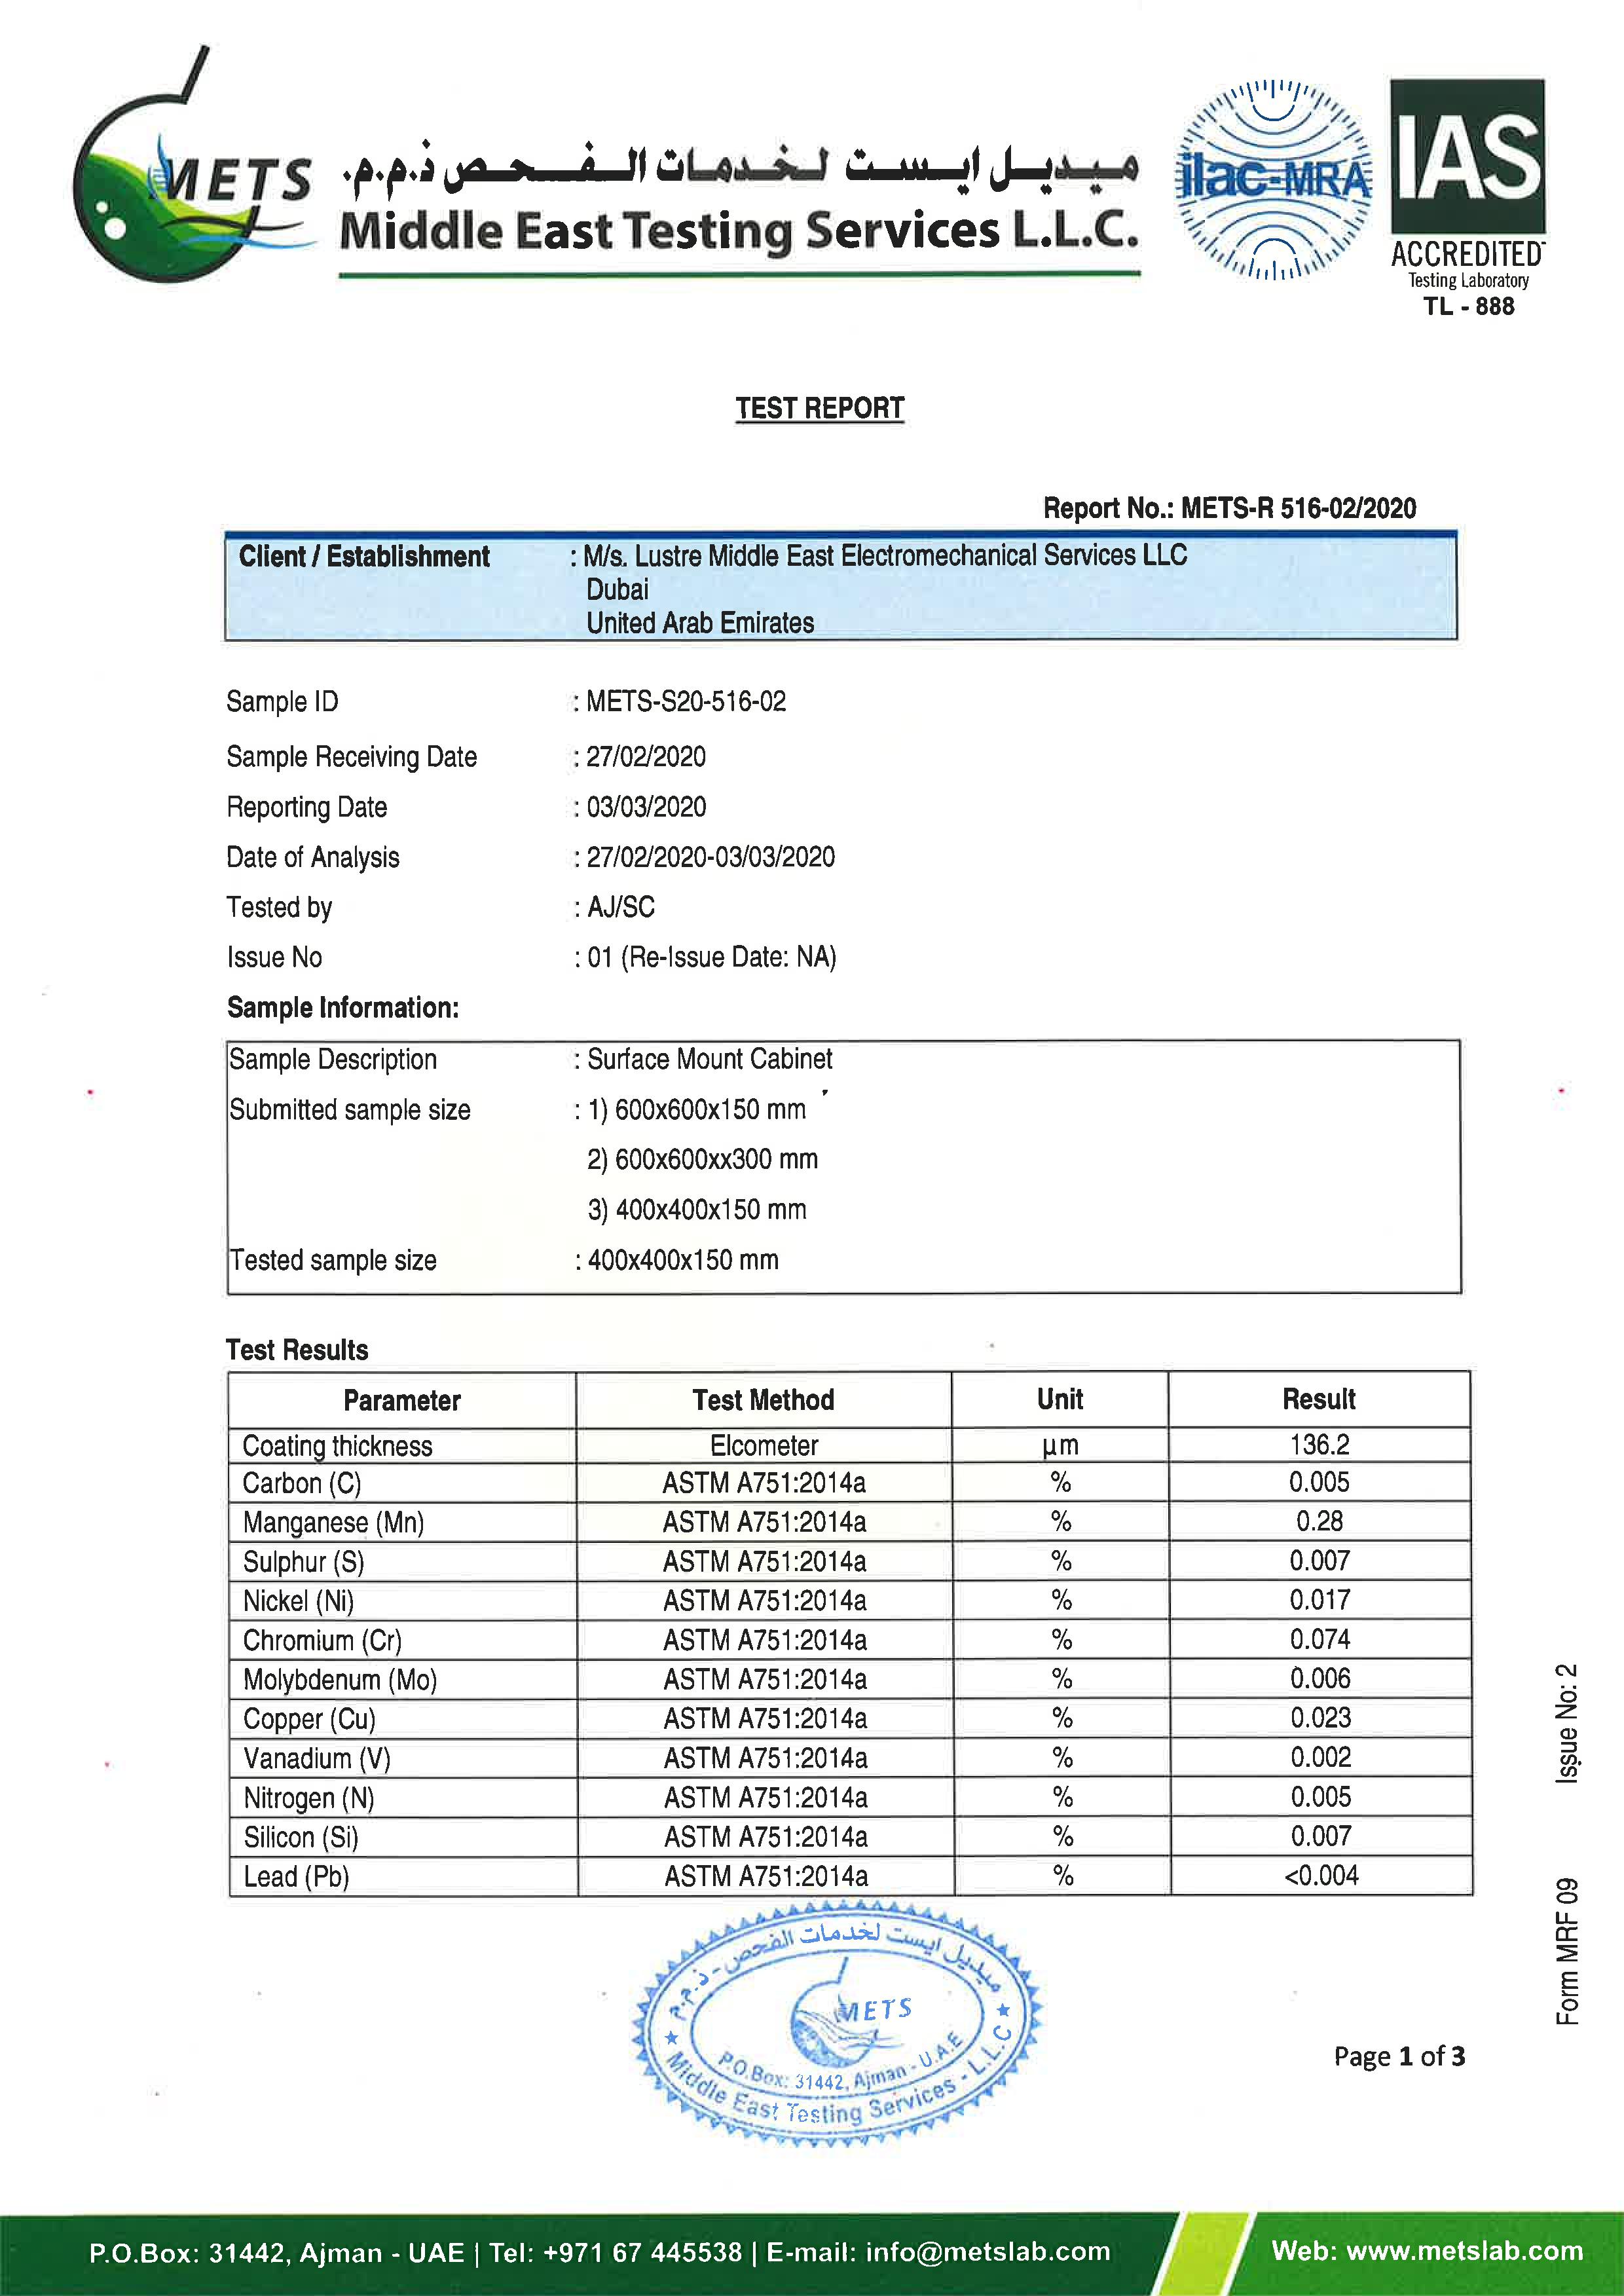 METS
ميديل ايست لخدمات الفحص ذ.م.م.
Middle East Testing Services L.L.C.
ilac-MRA
IAS
ACCREDITED
Testing Laboratory
TL - 888
TEST REPORT
Report No.: METS-R 516-02/2020
Client / Establishment : M/s. Lustre Middle East Electromechanical Services LLC
Dubai
United Arab Emirates
Sample ID : METS-S20-516-02
Sample Receiving Date : 27/02/2020
Reporting Date : 03/03/2020
Date of Analysis : 27/02/2020-03/03/2020
Tested by : AJ/SC
Issue No : 01 (Re-Issue Date: NA)
Sample Information:
Sample Description : Surface Mount Cabinet
Submitted sample size : 1) 600x600x150 mm
2) 600x600xx300 mm
3) 400x400x150 mm
Tested sample size : 400x400x150 mm
Test Results
Parameter Test Method Unit Result
Coating thickness Elcometer µm 136.2
Carbon (C) ASTM A751:2014a % 0.005
Manganese (Mn) ASTM A751:2014a % 0.28
Sulphur (S) ASTM A751:2014a % 0.007
Nickel (Ni) ASTM A751:2014a % 0.017
Chromium (Cr) ASTM A751:2014a % 0.074
Molybdenum (Mo) ASTM A751:2014a % 0.006
Copper (Cu) ASTM A751:2014a % 0.023
Vanadium (V) ASTM A751:2014a % 0.002
Nitrogen (N) ASTM A751:2014a % 0.005
Silicon (Si) ASTM A751:2014a % 0.007
Lead (Pb) ASTM A751:2014a % <0.004
ميديل ايست لخدمات الفحص - ذ.م.م
METS
P.O.Box: 31442, Ajman - U.A.E
Middle East Testing Services - L.L.C
Form MRF 09 Issue No: 2
Page 1 of 3
P.O.Box: 31442, Ajman - UAE | Tel: +971 67 445538 | E-mail: info@metslab.com
Web: www.metslab.com